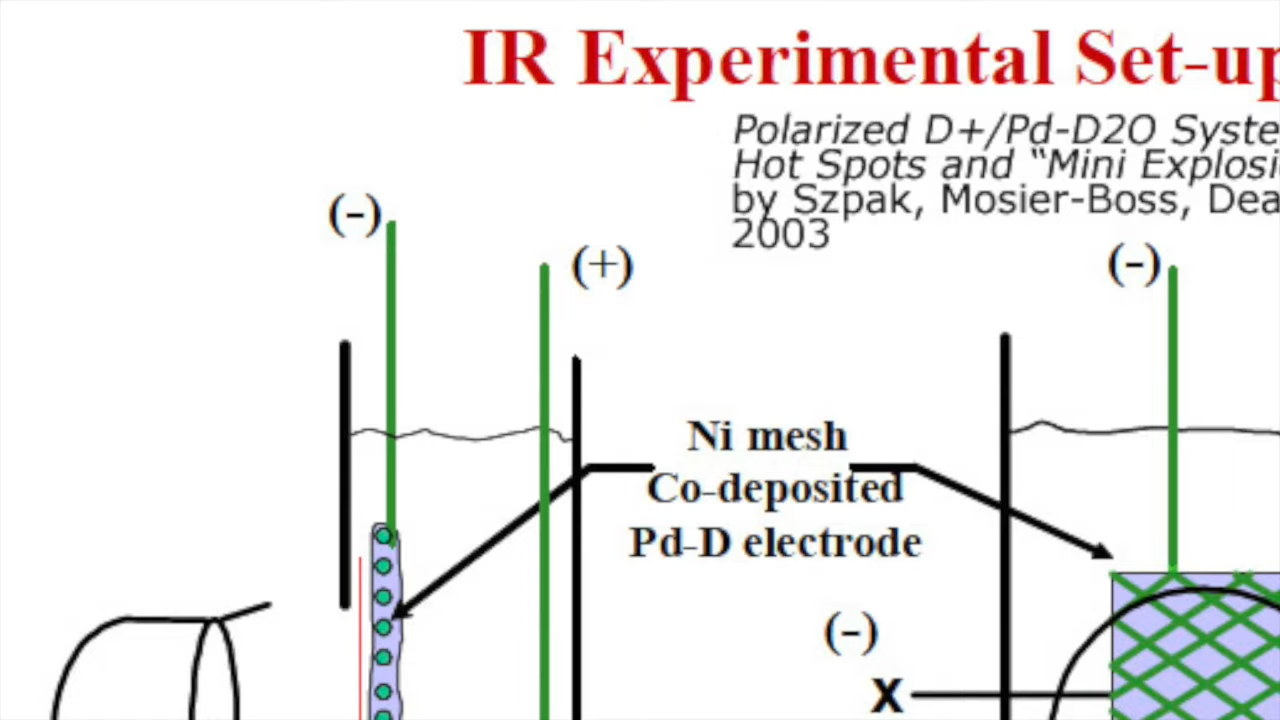 IR Experimental Set-up
Polarized D+/Pd-D2O Syste
Hot Spots and “Mini Explosi
by Szpak, Mosier-Boss, Dea
2003
(-)
(+)
(-)
Ni mesh
Co-deposited
Pd-D electrode
(-)
X